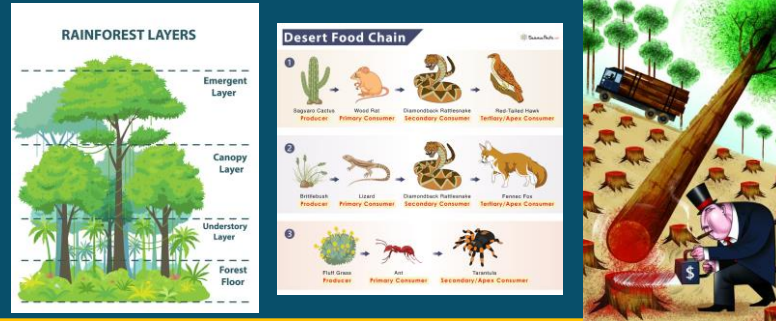 RAINFOREST LAYERS
Emergent
Layer
Canopy
Layer
Understory
Layer
Forest
Floor
Desert Food Chain
1
Saguaro Cactus
Producer
Wood Rat
Primary Consumer
Diamondback Rattlesnake
Secondary Consumer
Red-Tailed Hawk
Tertiary/Apex Consumer
2
Brittlebush
Producer
Lizard
Primary Consumer
Diamondback Rattlesnake
Secondary Consumer
Fennec Fox
Tertiary/Apex Consumer
3
Fluff Grass
Producer
Ant
Primary Consumer
Tarantula
Secondary/Apex Consumer
$